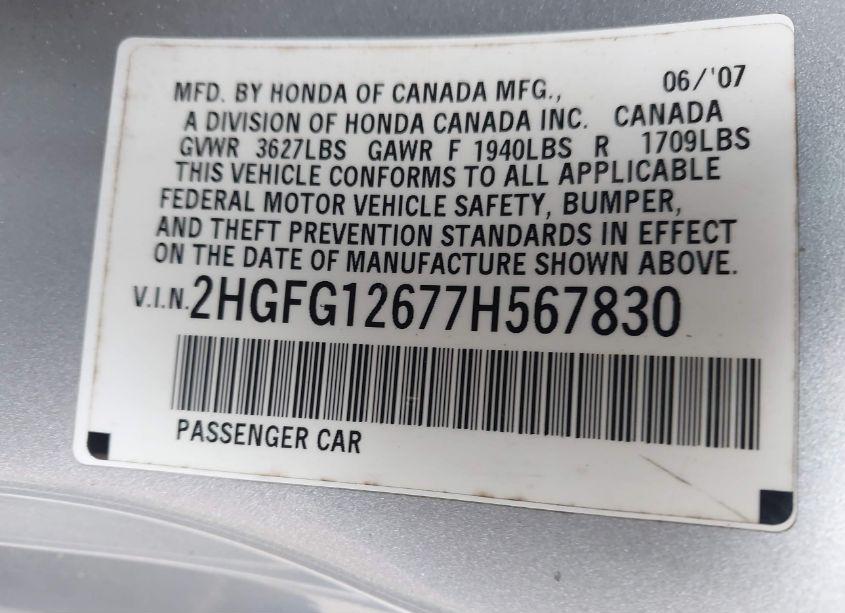 MFD. BY HONDA OF CANADA MFG., 06/'07
A DIVISION OF HONDA CANADA INC. CANADA
GVWR 3627LBS GAWR F 1940LBS R 1709LBS
THIS VEHICLE CONFORMS TO ALL APPLICABLE
FEDERAL MOTOR VEHICLE SAFETY, BUMPER,
AND THEFT PREVENTION STANDARDS IN EFFECT
ON THE DATE OF MANUFACTURE SHOWN ABOVE.
V.I.N. 2HGFG12677H567830
PASSENGER CAR